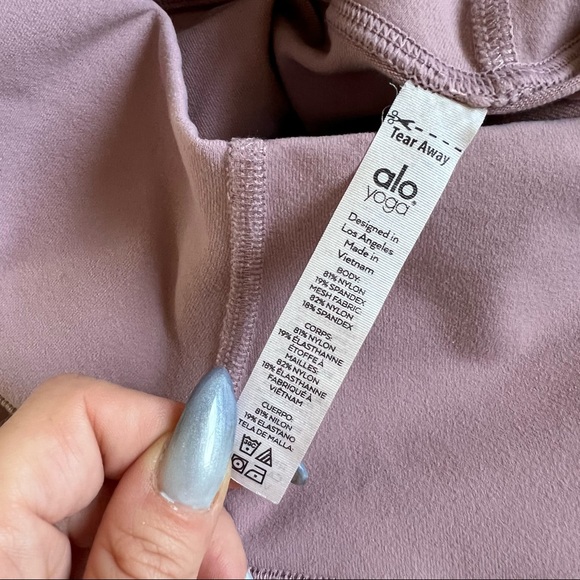 Tear Away
alo
yoga®
Designed in
Los Angeles
Made in
Vietnam
BODY:
81% NYLON
19% SPANDEX
MESH FABRIC:
82% NYLON
18% SPANDEX
CORPS:
81% NYLON
19% ÉLASTHANNE
ÉTOFFE À
MAILLES:
82% NYLON
18% ÉLASTHANNE
FABRIQUÉ À
VIETNAM
CUERPO:
81% NILON
19% ELASTANO
TELA DE MALLA:
30C